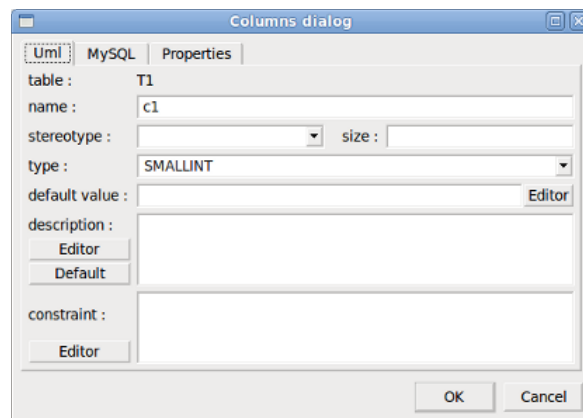 Columns dialog
Uml MySQL Properties
table : T1
name : c1
stereotype : size :
type : SMALLINT
default value : Editor
description :
Editor
Default
constraint :
Editor
OK Cancel